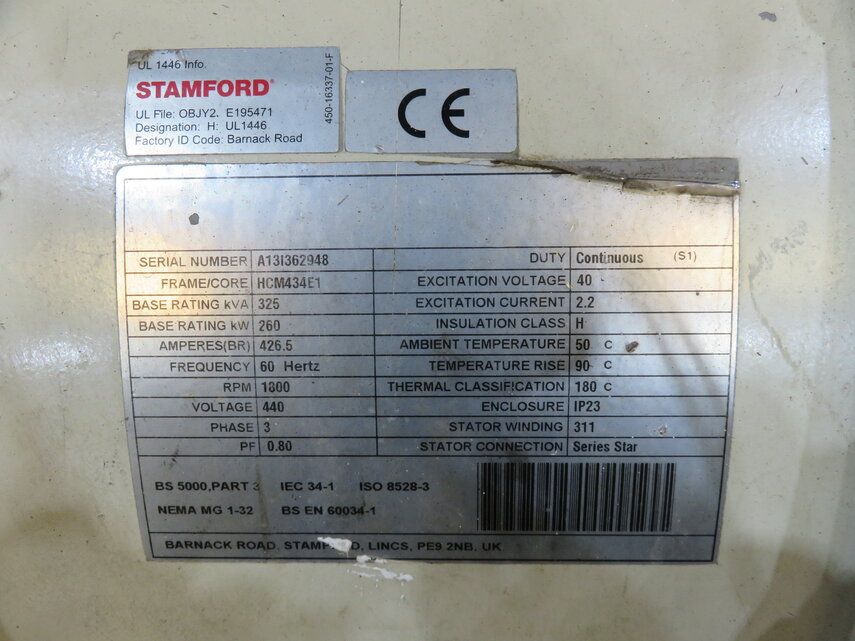 UL 1446 Info.
STAMFORD®
UL File: OBJY2. E195471
Designation: H: UL1446
Factory ID Code: Barnack Road
450-16337-01-F
CE
SERIAL NUMBER A13I362948 DUTY Continuous (S1)
FRAME/CORE HCM434E1 EXCITATION VOLTAGE 40
BASE RATING kVA 325 EXCITATION CURRENT 2.2
BASE RATING kW 260 INSULATION CLASS H
AMPERES(BR) 426.5 AMBIENT TEMPERATURE 50 C
FREQUENCY 60 Hertz TEMPERATURE RISE 90 C
RPM 1800 THERMAL CLASSIFICATION 180 C
VOLTAGE 440 ENCLOSURE IP23
PHASE 3 STATOR WINDING 311
PF 0.80 STATOR CONNECTION Series Star
BS 5000,PART 3 IEC 34-1 ISO 8528-3
NEMA MG 1-32 BS EN 60034-1
BARNACK ROAD, STAMFORD, LINCS, PE9 2NB, UK